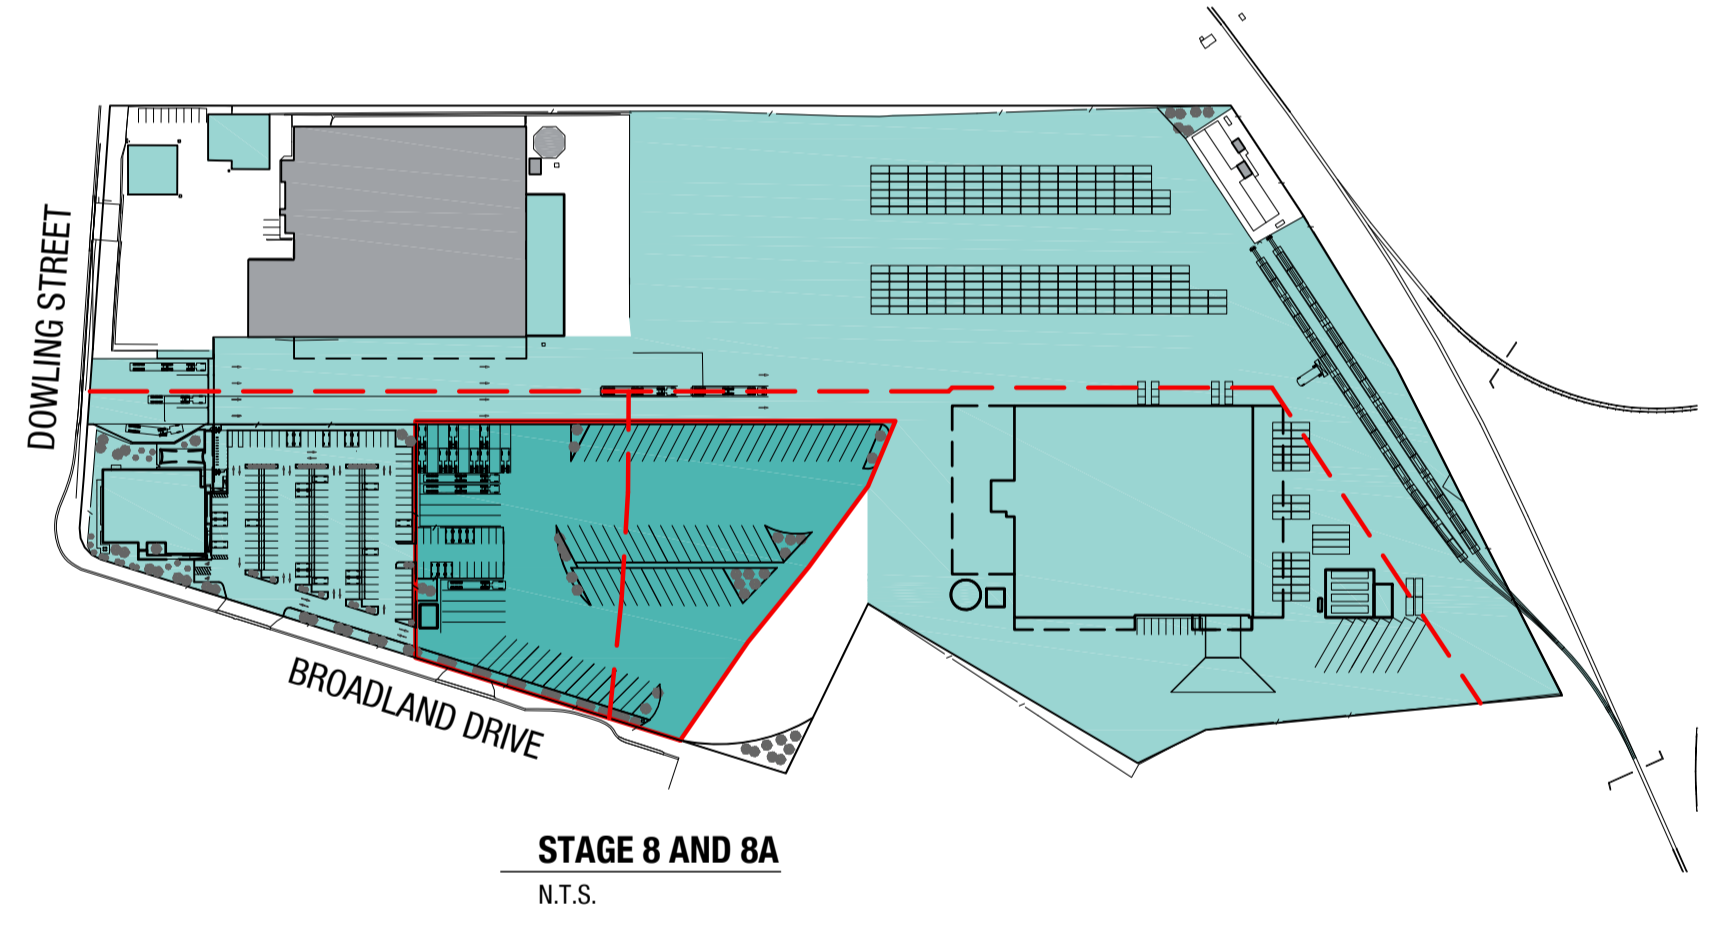 DOWLING STREET
BROADLAND DRIVE
STAGE 8 AND 8A
N.T.S.